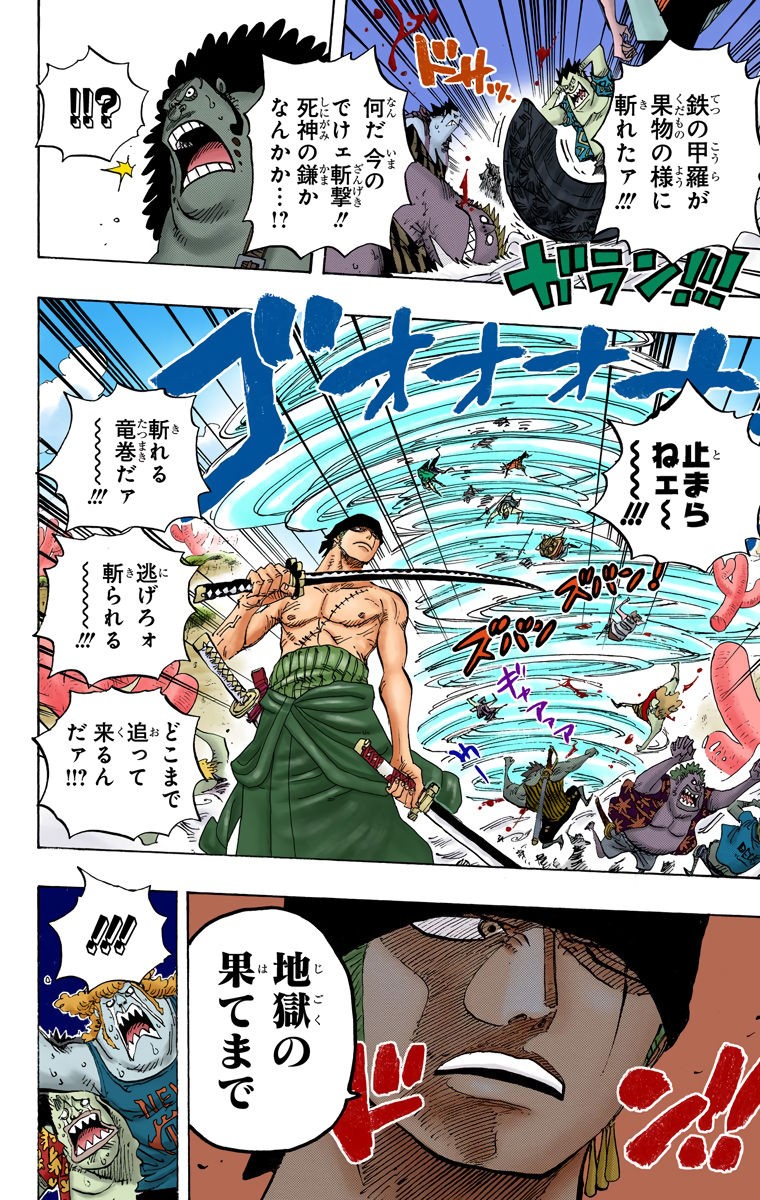 鉄の甲羅が
果物の様に
斬れたァ!!!
ドサッ…
ガラン!!!
何だ 今の
でけェ斬撃!!
死神の鎌か
なんかか…!?
!!!?
ゴオオオオー
止まら
ねェ〜
〜〜〜!!!
ズバン!
ズバン
ギャアアア
わー
斬れる
竜巻だァ
〜〜〜!!!
逃げろォ
斬られる
〜〜〜!!!
どこまで
追って
来るん
だァ!!?
地獄の
果てまで
ドン!!
!!!